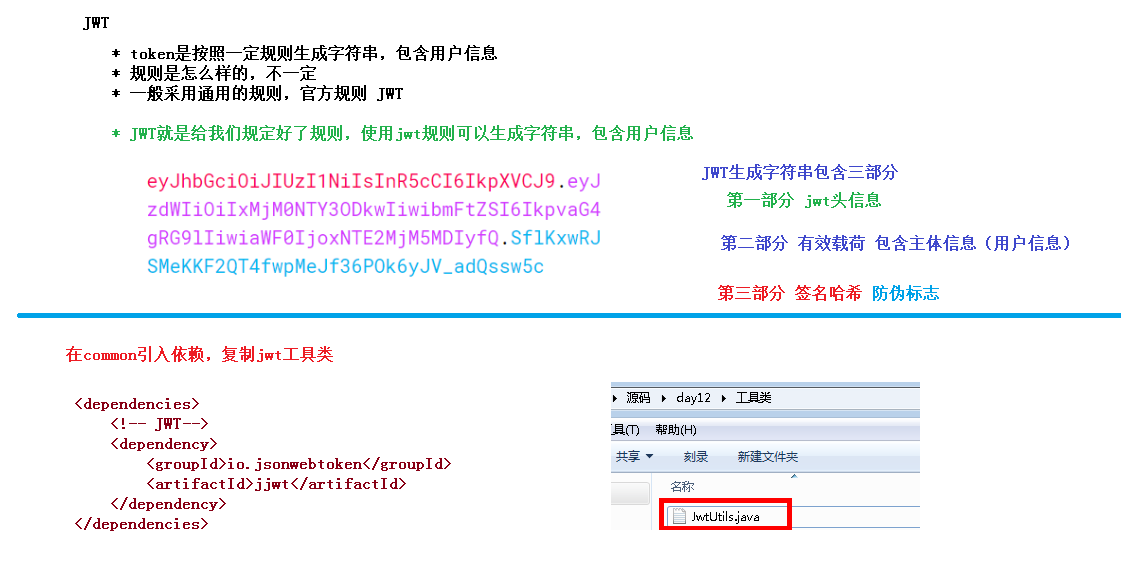 JWT
* token是按照一定规则生成字符串，包含用户信息
* 规则是怎么样的，不一定
* 一般采用通用的规则，官方规则 JWT
* JWT就是给我们规定好了规则，使用jwt规则可以生成字符串，包含用户信息
eyJhbGciOiJIUzI1NiIsInR5cCI6IkpXVCJ9.eyJ
zdWIiOiIxMjM0NTY3ODkwIiwibmFtZSI6IkpvaG4
gRG9lIiwiaWF0IjoxNTE2MjM5MDIyfQ.SflKxwRJ
SMeKKF2QT4fwpMeJf36POk6yJV_adQssw5c
JWT生成字符串包含三部分
第一部分 jwt头信息
第二部分 有效载荷 包含主体信息（用户信息）
第三部分 签名哈希 防伪标志
在common引入依赖，复制jwt工具类
<dependencies>
<!-- JWT-->
<dependency>
<groupId>io.jsonwebtoken</groupId>
<artifactId>jjwt</artifactId>
</dependency>
</dependencies>
源码 day12 工具类
具(T) 帮助(H)
共享 刻录 新建文件夹
名称
JwtUtils.java